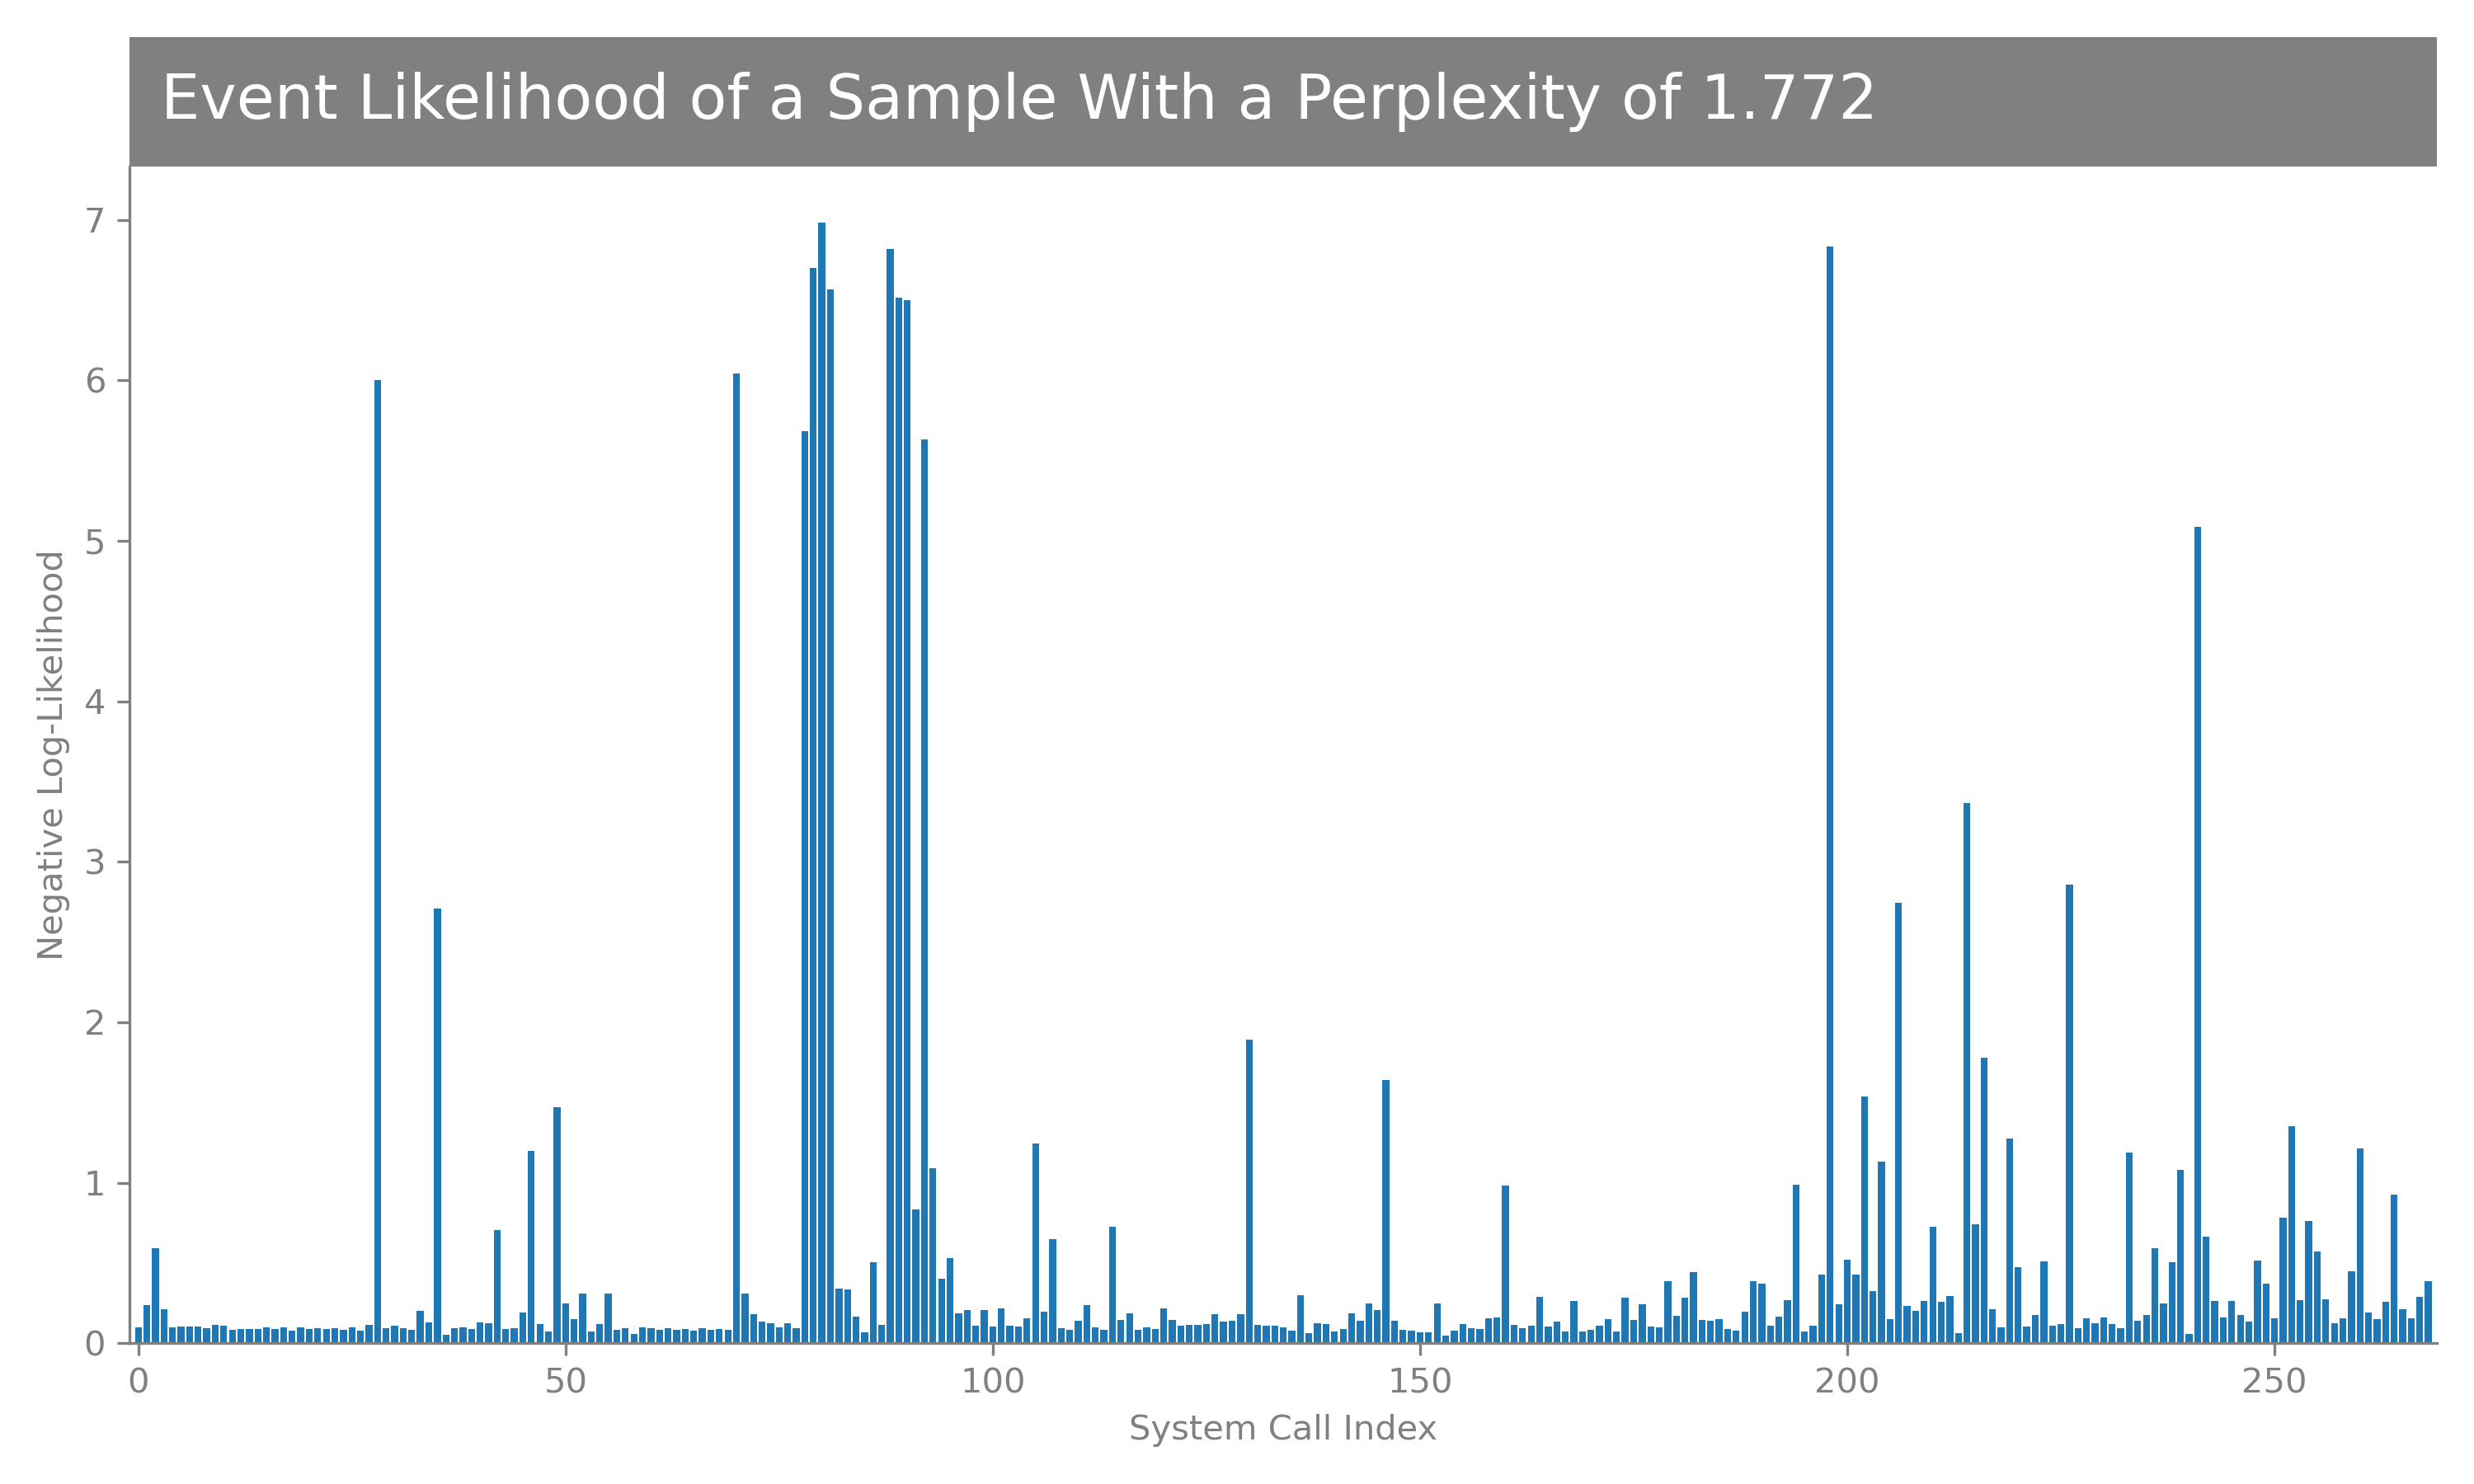 Event Likelihood of a Sample With a Perplexity of 1.772
7
6
5
4
3
2
1
0
Negative Log-Likelihood
0 50 100 150 200 250
System Call Index